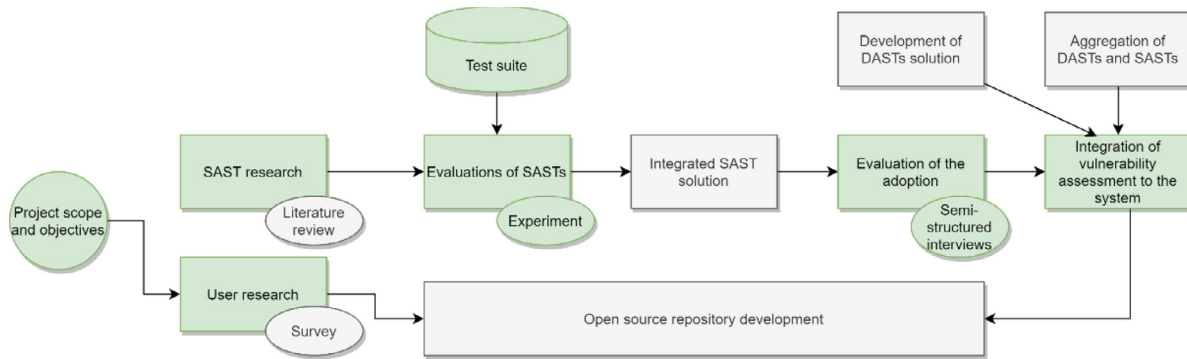 Test suite
Development of
DASTs solution
Aggregation of
DASTs and SASTs
SAST research
Literature
review
Evaluations of SASTs
Experiment
Integrated SAST
solution
Evaluation of the
adoption
Semi-
structured
interviews
Integration of
vulnerability
assessment to the
system
Project scope
and objectives
User research
Survey
Open source repository development